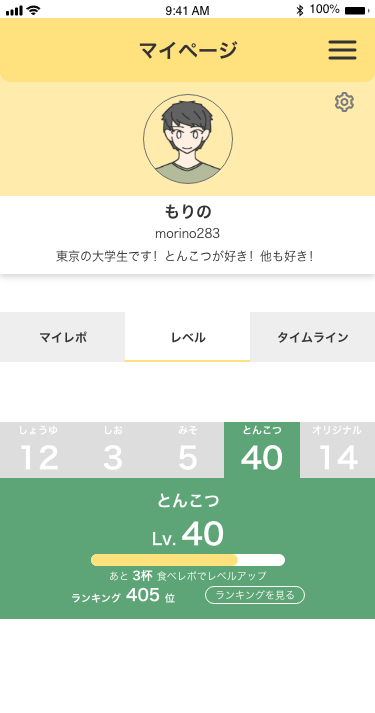 9:41 AM 100%
マイページ
もりの
morino283
東京の大学生です！とんこつが好き！他も好き！
マイレポ レベル タイムライン
しょうゆ しお みそ とんこつ オリジナル
12 3 5 40 14
とんこつ
Lv. 40
あと 3杯 食べレポでレベルアップ
ランキング 405 位 ランキングを見る